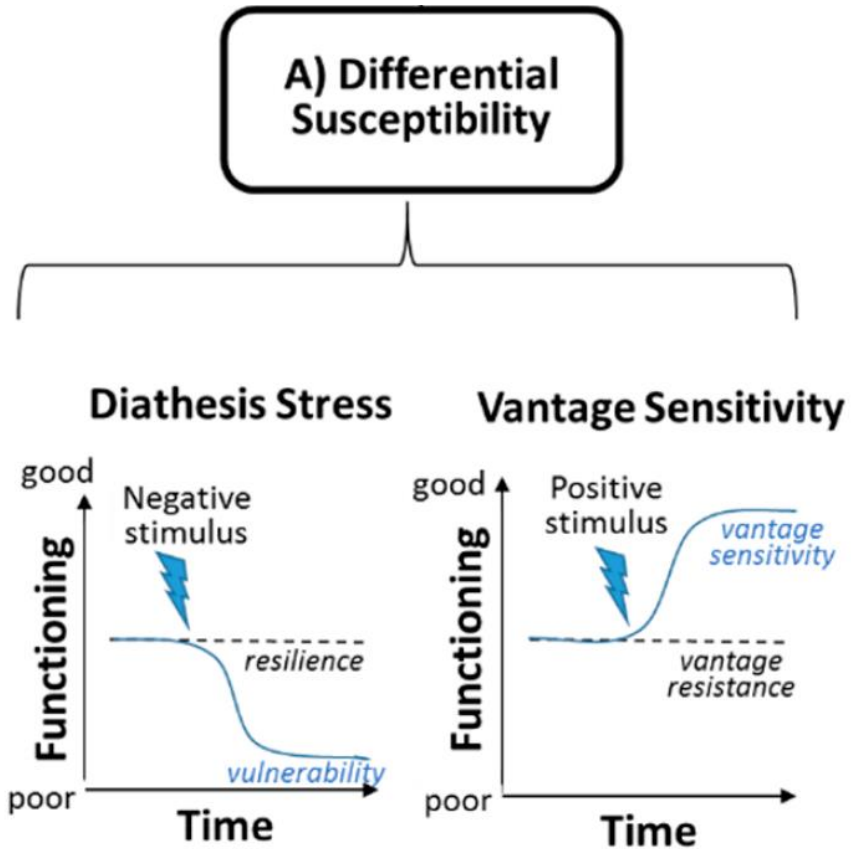 A) Differential
Susceptibility
Diathesis Stress
good
Negative
stimulus
Functioning
resilience
vulnerability
poor
Time
Vantage Sensitivity
good
Positive
stimulus
vantage
sensitivity
Functioning
vantage
resistance
poor
Time